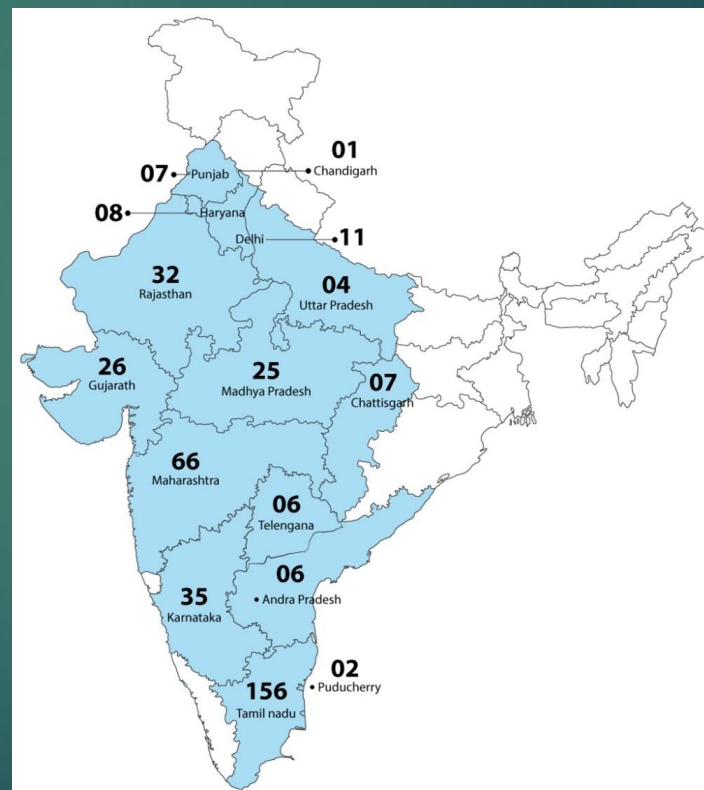 01
Chandigarh
07
Punjab
08
Haryana
Delhi
11
32
Rajasthan
04
Uttar Pradesh
26
Gujarath
25
Madhya Pradesh
07
Chattisgarh
66
Maharashtra
06
Telengana
06
Andra Pradesh
35
Karnataka
02
Puducherry
156
Tamil nadu